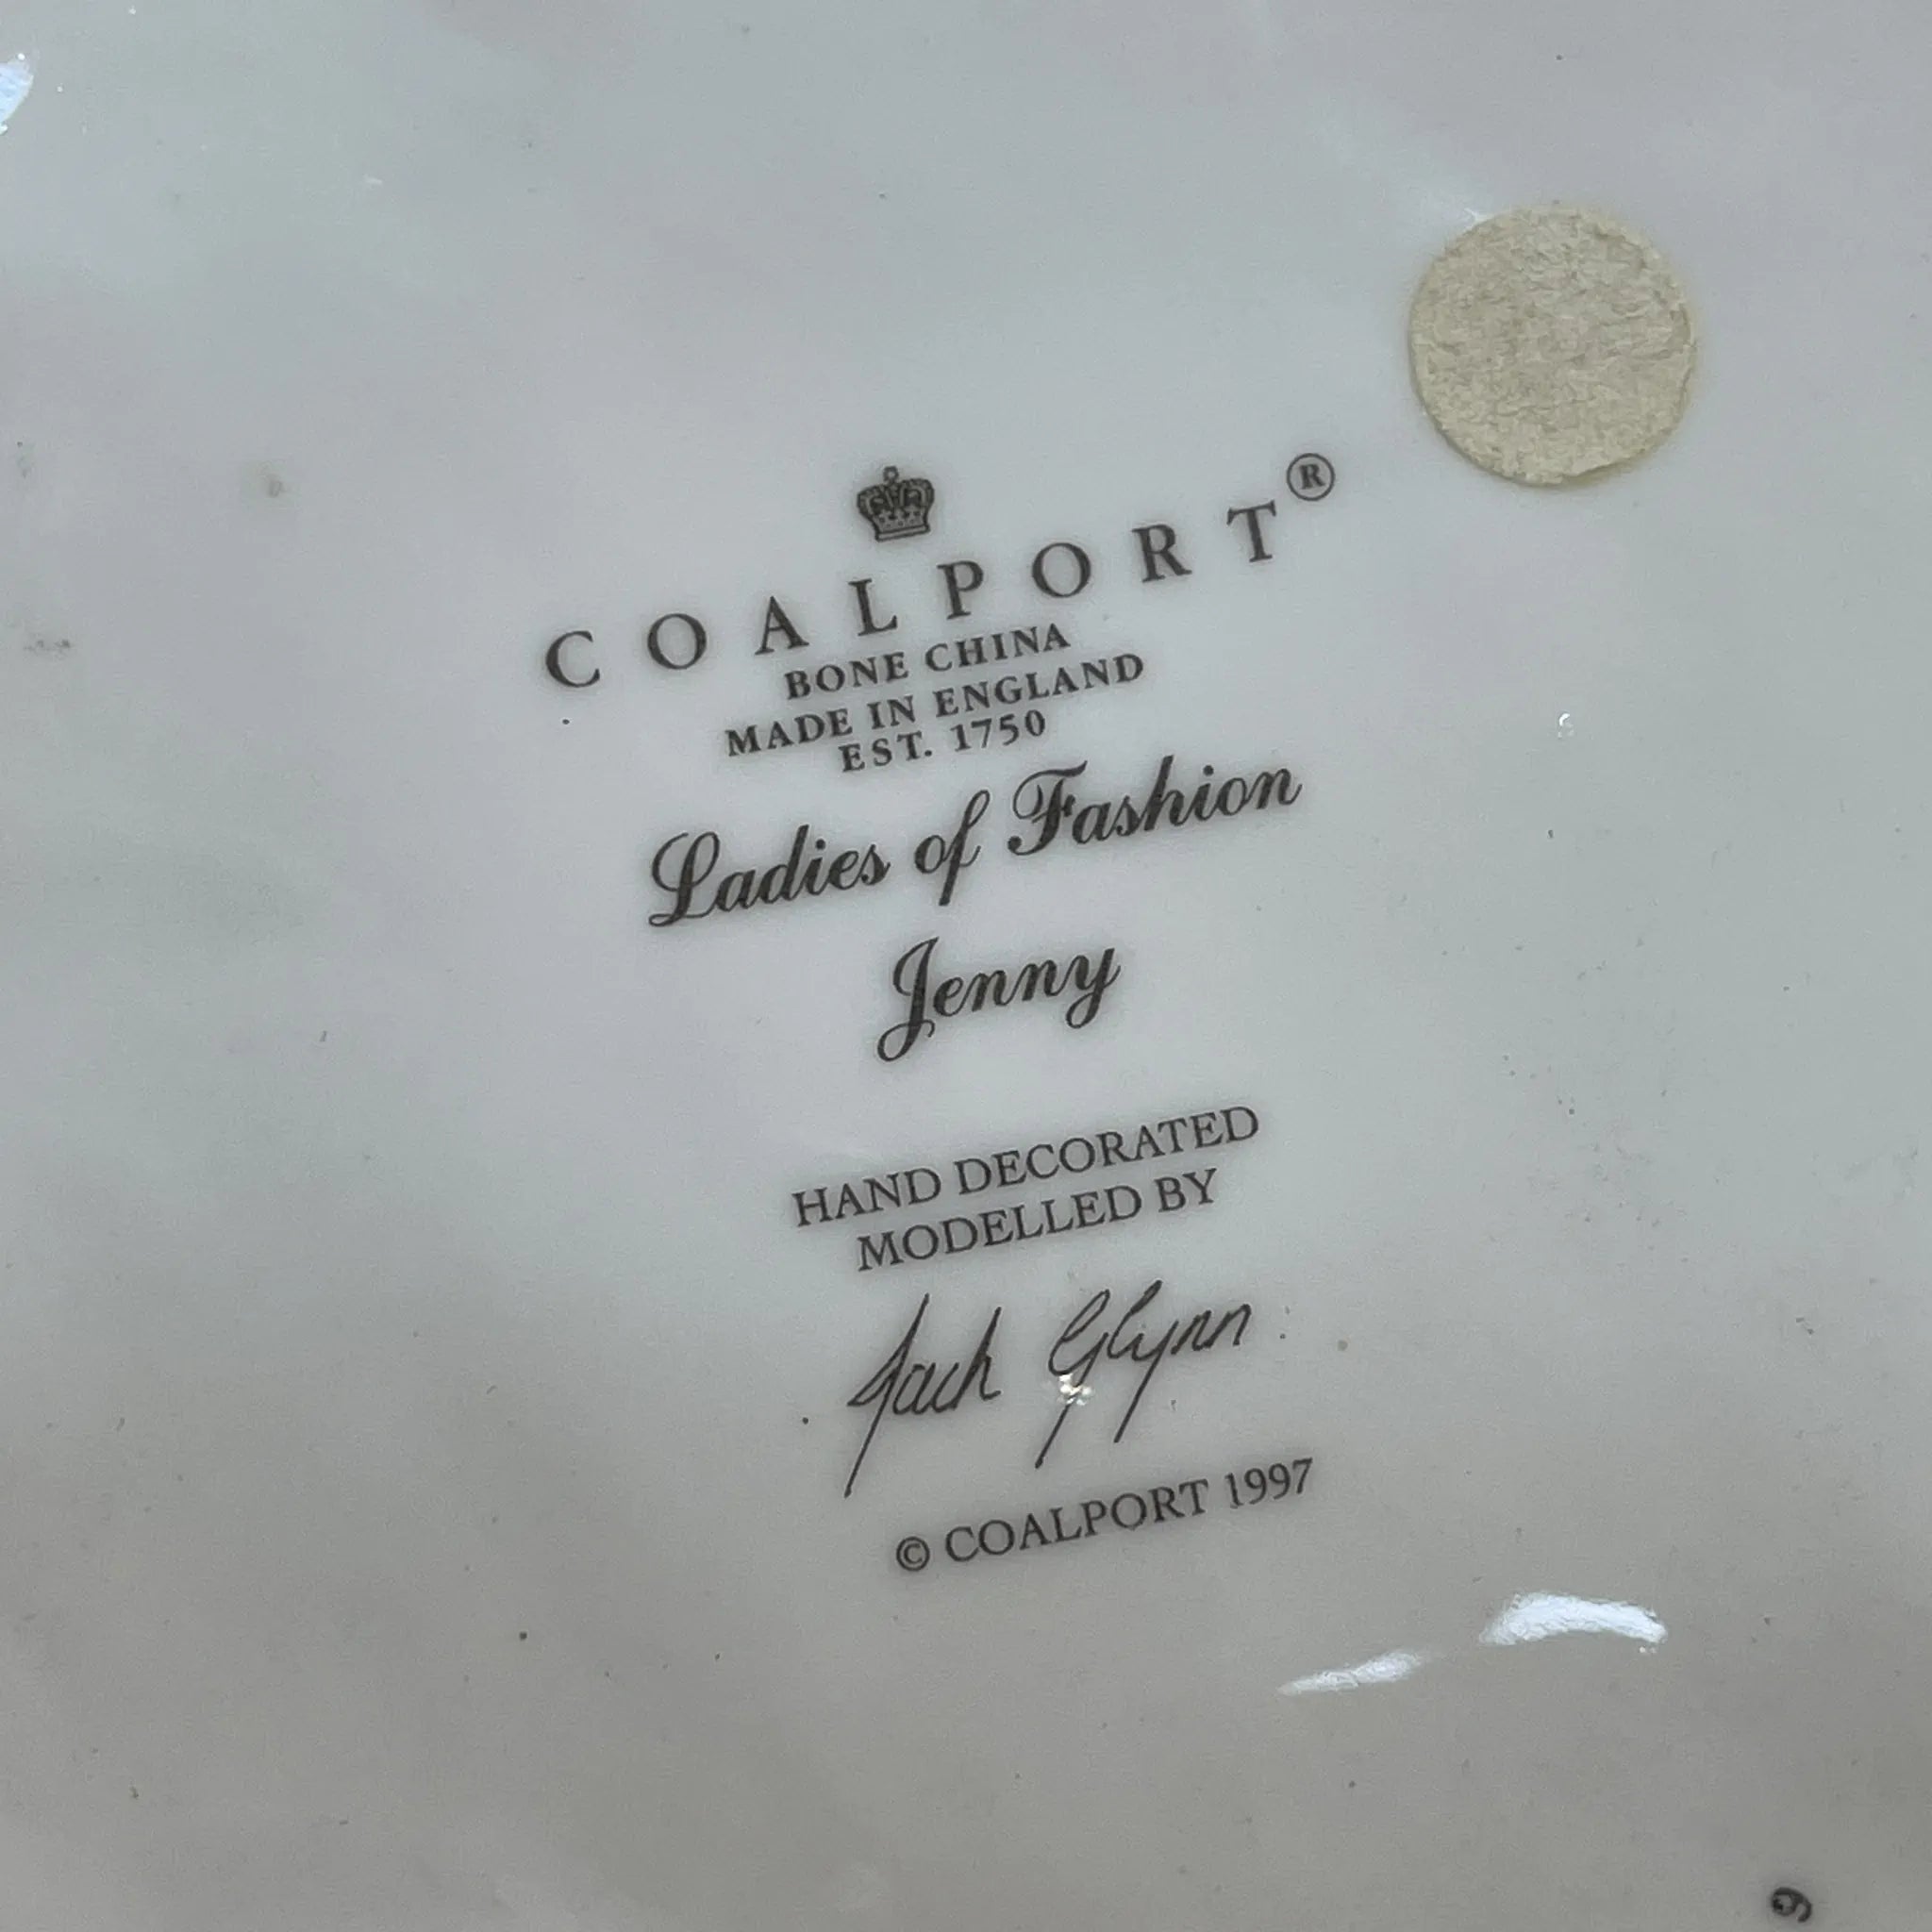 COALPORT®
BONE CHINA
MADE IN ENGLAND
EST. 1750
Ladies of Fashion
Jenny
HAND DECORATED
MODELLED BY
Jack Glynn
© COALPORT 1997